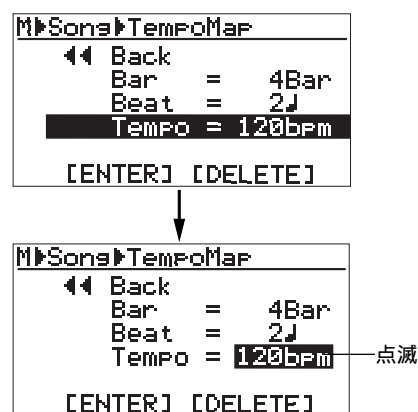 M▶Song▶TempoMap
◀◀ Back
Bar = 4Bar
Beat = 2♩
Tempo = 120bpm
[ENTER] [DELETE]
M▶Song▶TempoMap
◀◀ Back
Bar = 4Bar
Beat = 2♩
Tempo = 120bpm
点滅
[ENTER] [DELETE]